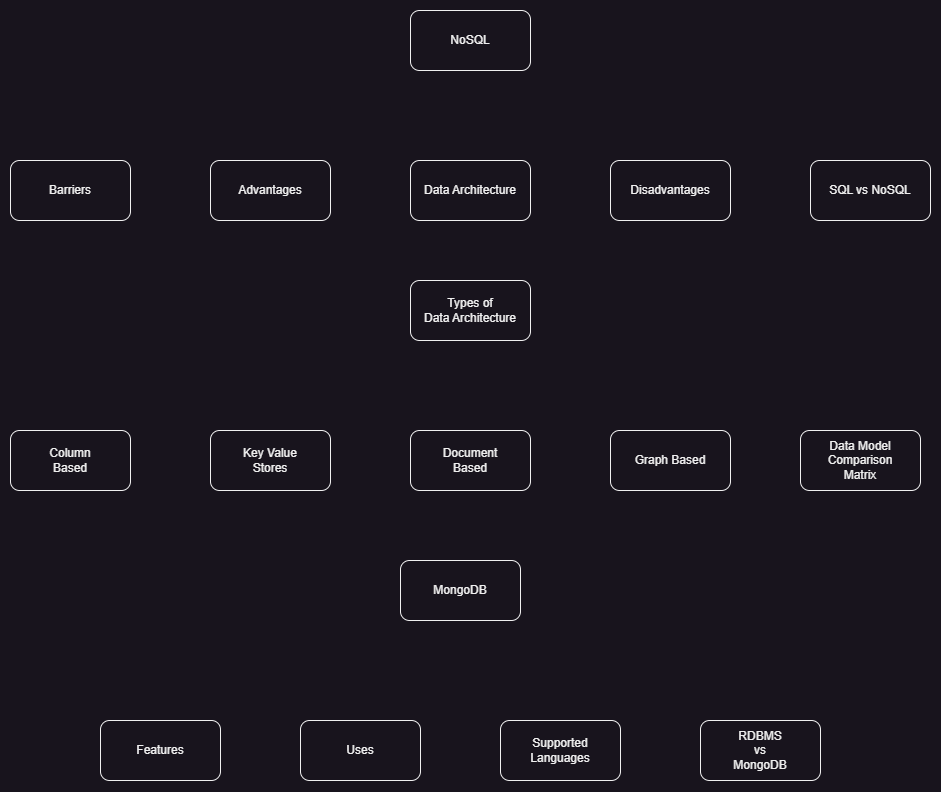 NoSQL
Barriers
Advantages
Data Architecture
Disadvantages
SQL vs NoSQL
Types of
Data Architecture
Column
Based
Key Value
Stores
Document
Based
Graph Based
Data Model
Comparison
Matrix
MongoDB
Features
Uses
Supported
Languages
RDBMS
vs
MongoDB